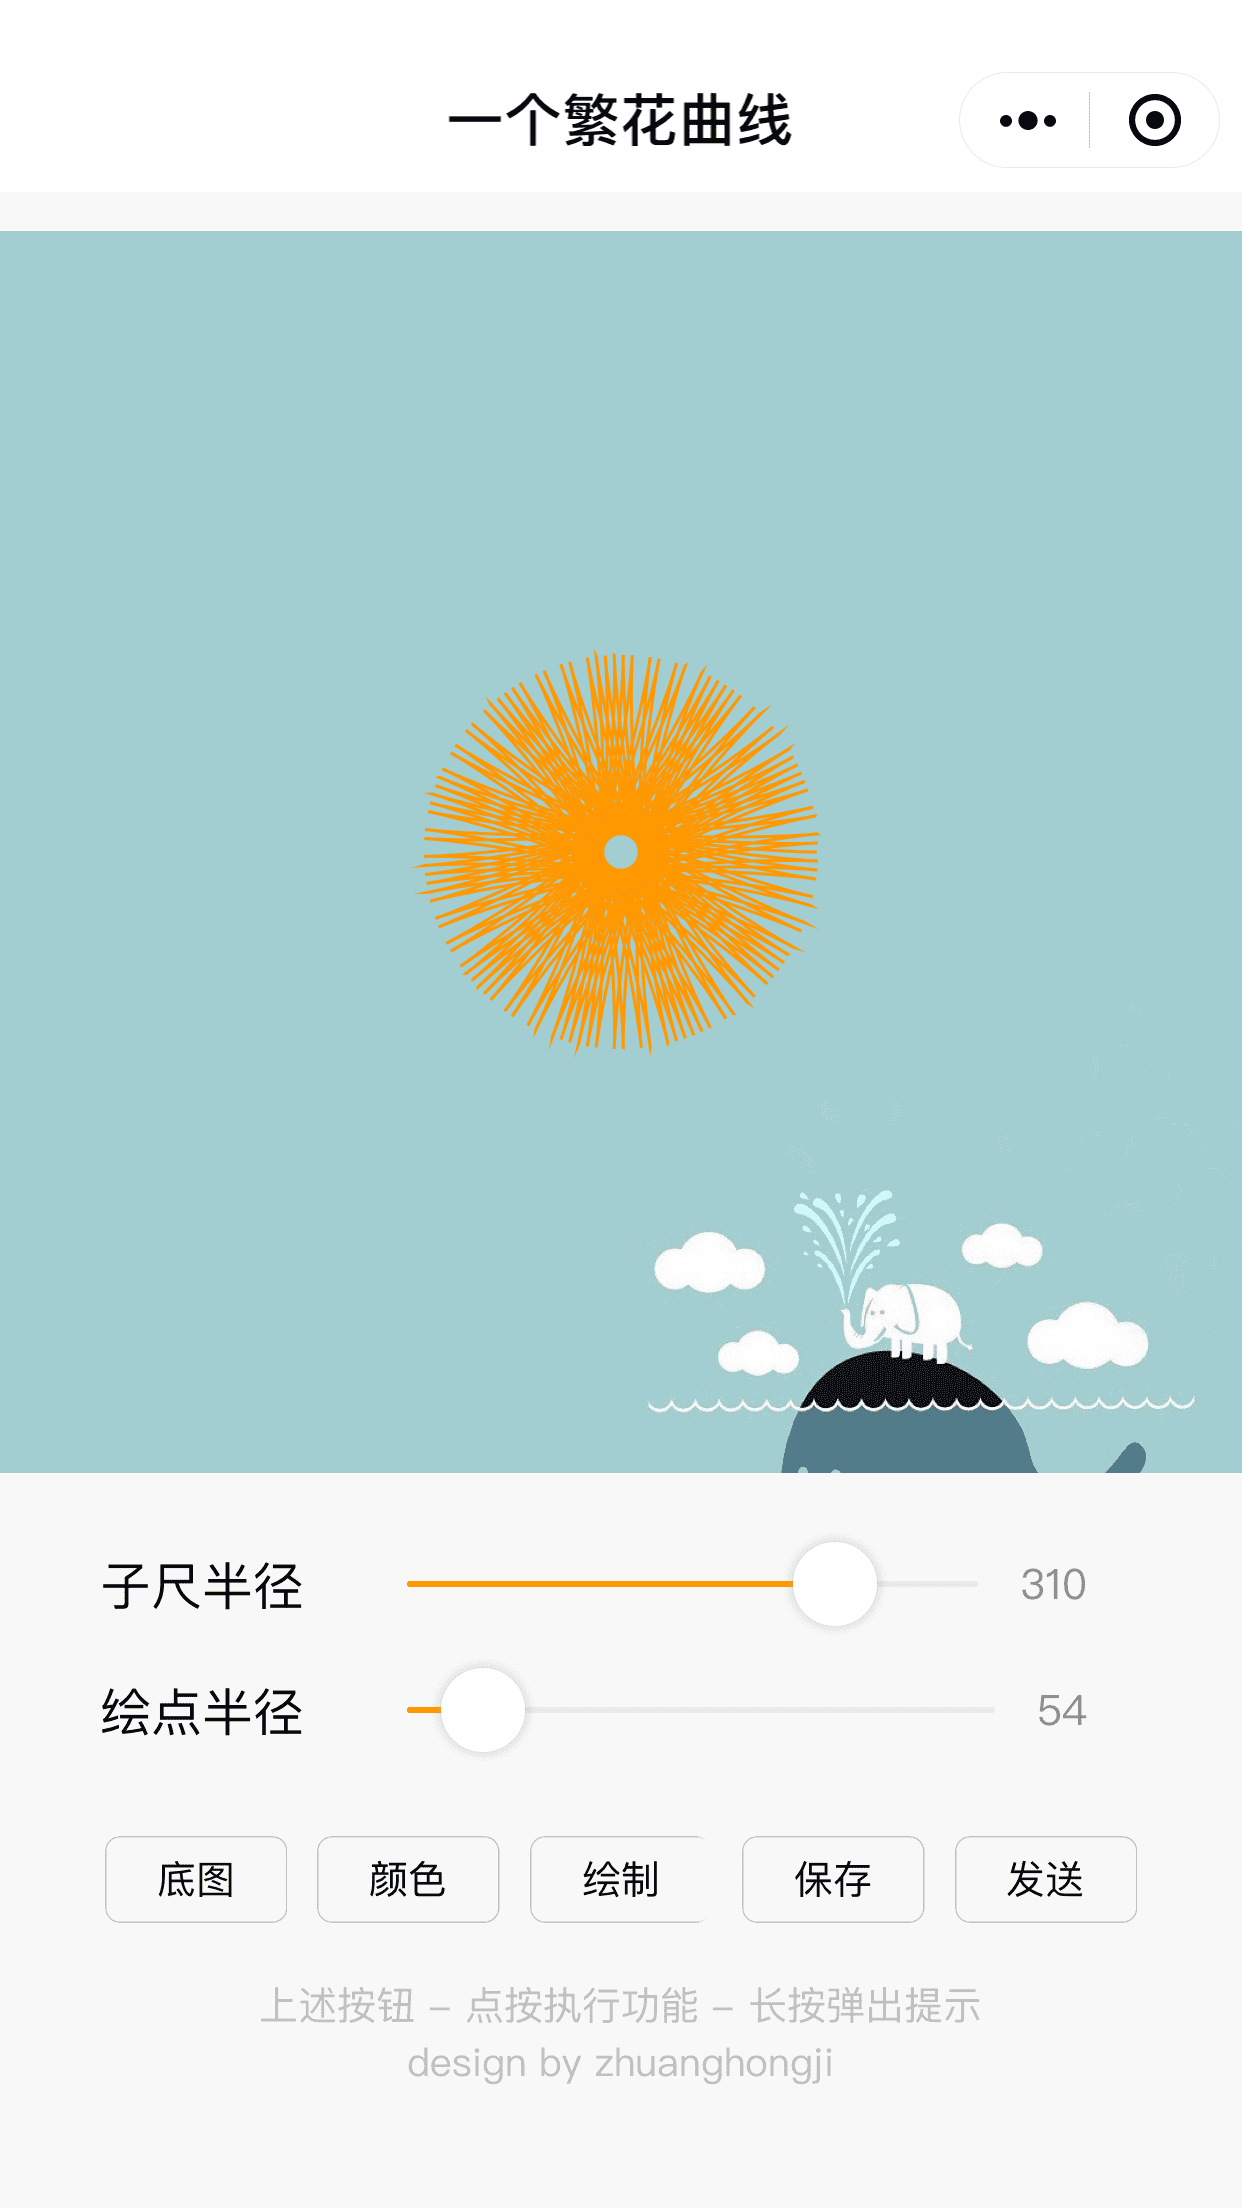 一个繁花曲线
子尺半径 310
绘点半径 54
底图 颜色 绘制 保存 发送
上述按钮 – 点按执行功能 – 长按弹出提示
design by zhuanghongji